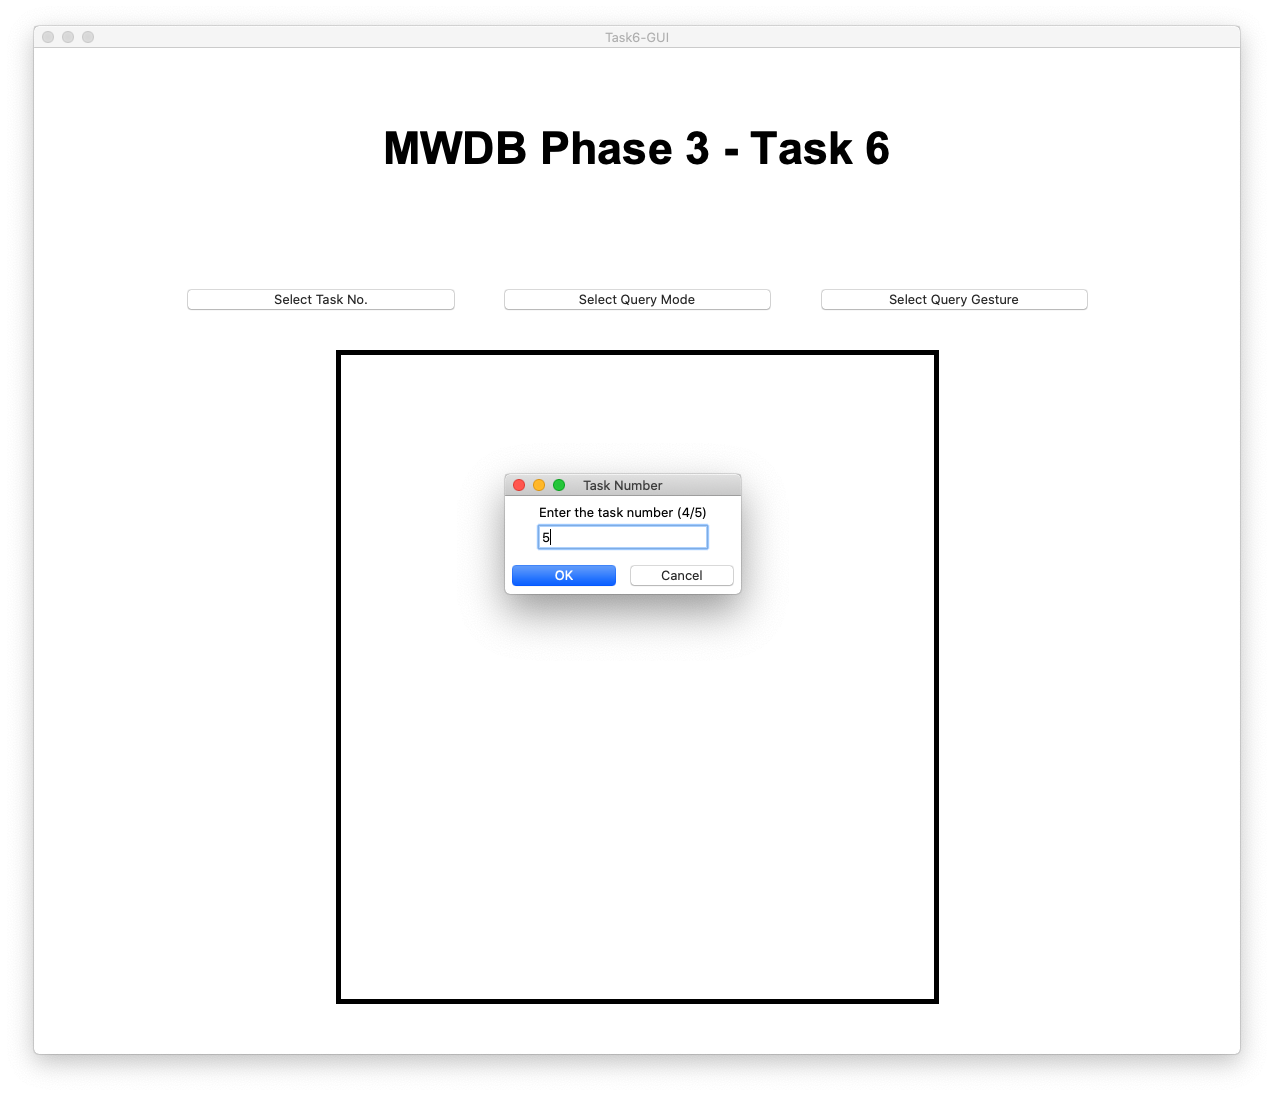 Task6-GUI
MWDB Phase 3 - Task 6
Select Task No. Select Query Mode Select Query Gesture
Task Number
Enter the task number (4/5)
5
OK Cancel